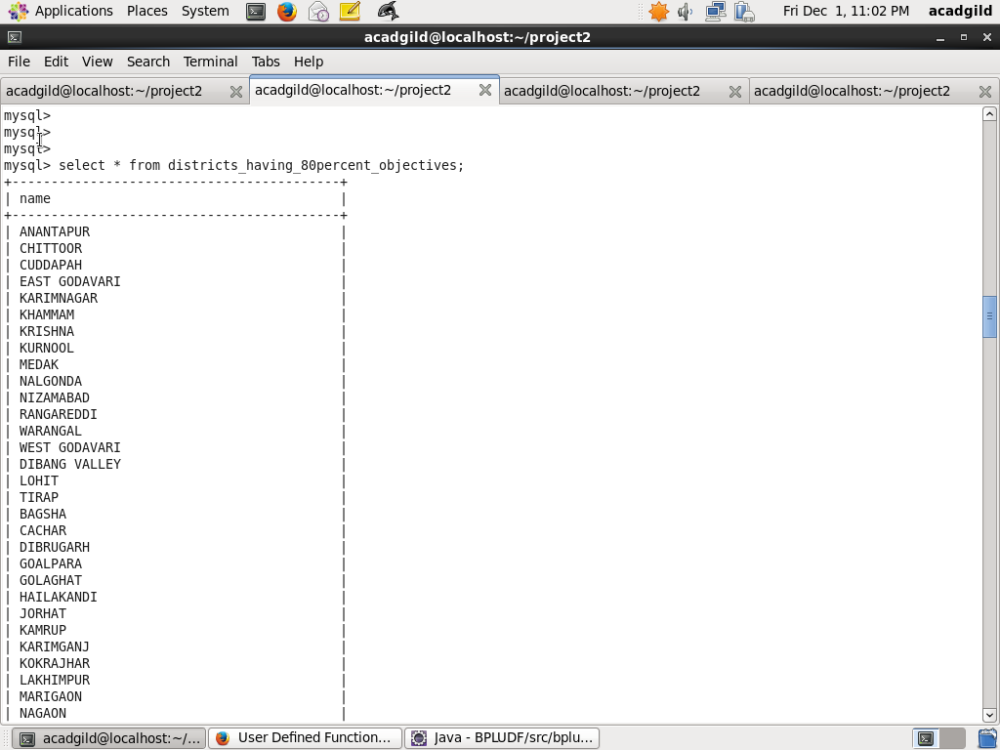 Applications Places System Fri Dec 1, 11:02 PM acadgild
acadgild@localhost:~/project2
File Edit View Search Terminal Tabs Help
acadgild@localhost:~/project2 acadgild@localhost:~/project2 acadgild@localhost:~/project2 acadgild@localhost:~/project2
mysql>
mysql>
mysql>
mysql> select * from districts_having_80percent_objectives;
+------------------------------------------+
| name |
+------------------------------------------+
| ANANTAPUR |
| CHITTOOR |
| CUDDAPAH |
| EAST GODAVARI |
| KARIMNAGAR |
| KHAMMAM |
| KRISHNA |
| KURNOOL |
| MEDAK |
| NALGONDA |
| NIZAMABAD |
| RANGAREDDI |
| WARANGAL |
| WEST GODAVARI |
| DIBANG VALLEY |
| LOHIT |
| TIRAP |
| BAGSHA |
| CACHAR |
| DIBRUGARH |
| GOALPARA |
| GOLAGHAT |
| HAILAKANDI |
| JORHAT |
| KAMRUP |
| KARIMGANJ |
| KOKRAJHAR |
| LAKHIMPUR |
| MARIGAON |
| NAGAON |
acadgild@localhost:~/... User Defined Function... Java - BPLUDF/src/bplu...